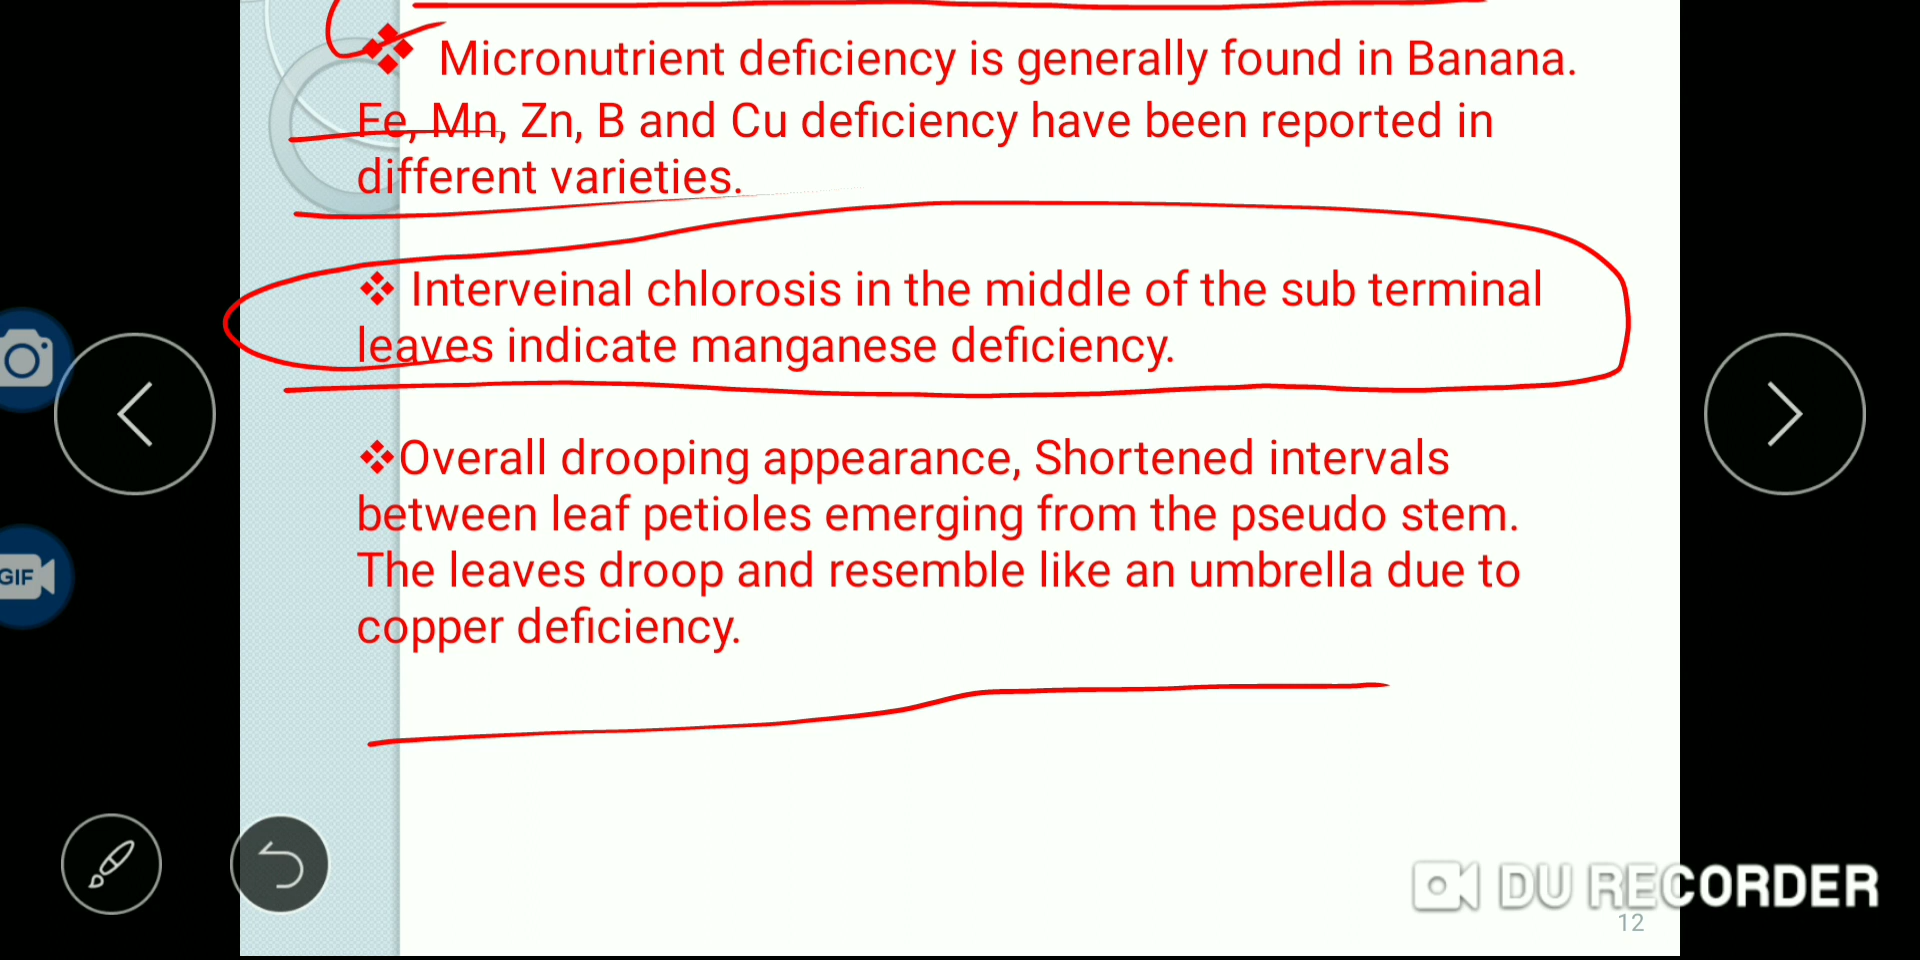 Micronutrient deficiency is generally found in Banana.
Fe, Mn, Zn, B and Cu deficiency have been reported in
different varieties.
Interveinal chlorosis in the middle of the sub terminal
leaves indicate manganese deficiency.
Overall drooping appearance, Shortened intervals
between leaf petioles emerging from the pseudo stem.
The leaves droop and resemble like an umbrella due to
copper deficiency.
GIF
DU RECORDER
12